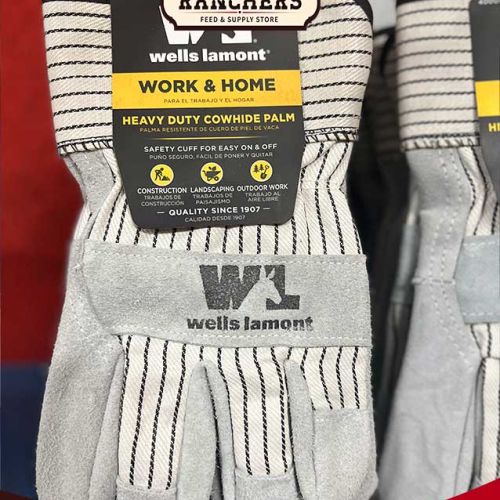 RANCHERS
FEED & SUPPLY STORE
WL
wells lamont®
WORK & HOME
PARA EL TRABAJO Y EL HOGAR
HEAVY DUTY COWHIDE PALM
PALMA RESISTENTE DE CUERO DE PIEL DE VACA
SAFETY CUFF FOR EASY ON & OFF
PUÑO SEGURO, FACIL DE PONER Y QUITAR
CONSTRUCTION LANDSCAPING OUTDOOR WORK
TRABAJOS DE TRABAJOS DE TRABAJO AL
CONSTRUCCIÓN PAISAJISMO AIRE LIBRE
QUALITY SINCE 1907
CALIDAD DESDE 1907
WL
wells lamont